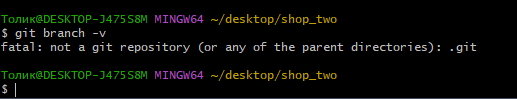 Толик@DESKTOP-J475S8M MINGW64 ~/desktop/shop_two
$ git branch -v
fatal: not a git repository (or any of the parent directories): .git
Толик@DESKTOP-J475S8M MINGW64 ~/desktop/shop_two
$